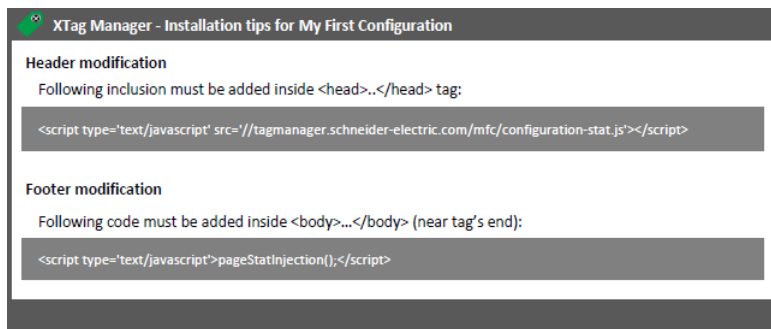 XTag Manager - Installation tips for My First Configuration
Header modification
Following inclusion must be added inside <head>..</head> tag:
<script type='text/javascript' src='//tagmanager.schneider-electric.com/mfc/configuration-stat.js'></script>
Footer modification
Following code must be added inside <body>...</body> (near tag's end):
<script type='text/javascript'>pageStatInjection();</script>